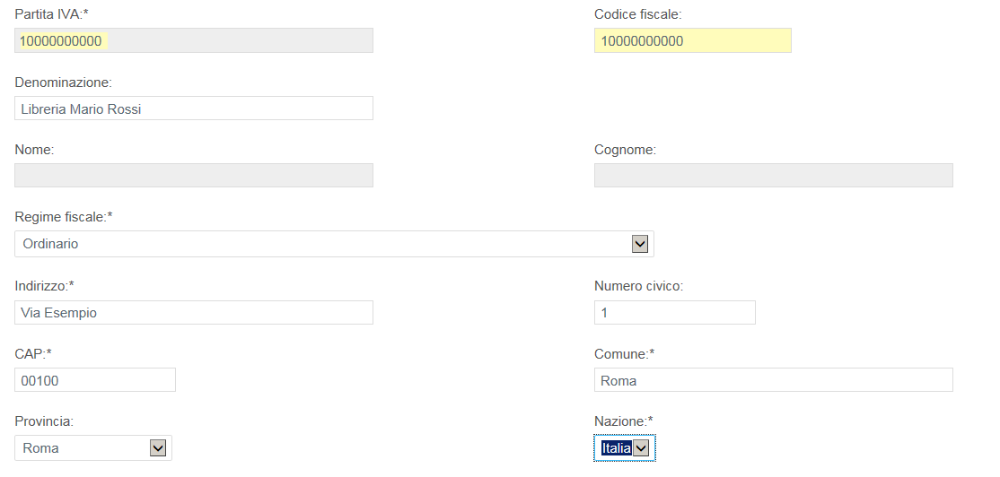 Partita IVA:* Codice fiscale:
10000000000 10000000000
Denominazione:
Libreria Mario Rossi
Nome: Cognome:
Regime fiscale:*
Ordinario
Indirizzo:* Numero civico:
Via Esempio 1
CAP:* Comune:*
00100 Roma
Provincia: Nazione:*
Roma Italia